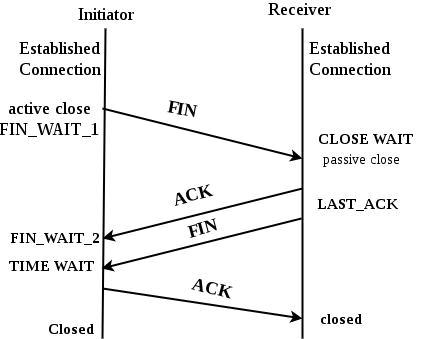 Initiator
Receiver
Established
Connection
Established
Connection
active close
FIN_WAIT_1
FIN
CLOSE WAIT
passive close
ACK
LAST_ACK
FIN
FIN_WAIT_2
TIME WAIT
ACK
Closed
closed